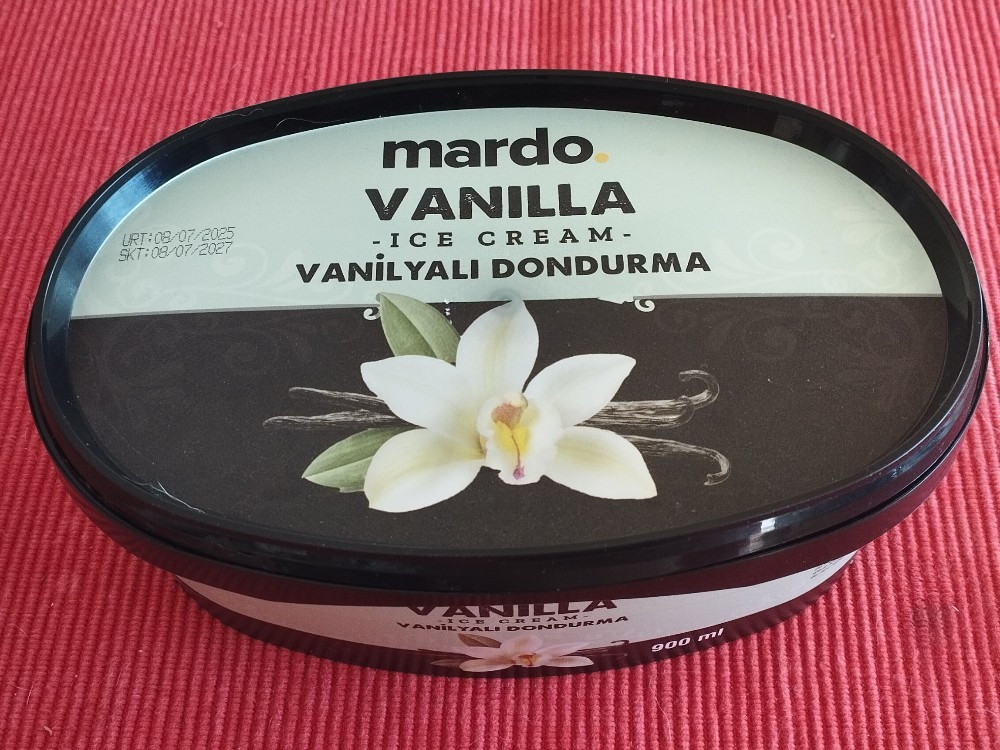 mardo.
VANILLA
-ICE CREAM-
VANİLYALI DONDURMA
URT:08/07/2025
SKT:08/07/2027
VANILLA
-ICE CREAM-
VANİLYALI DONDURMA
900 ml